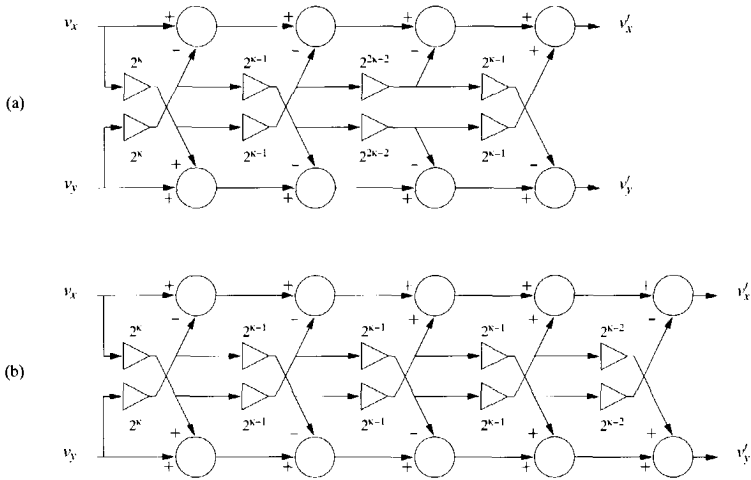 v_x + + + + v'_x
− − − +
2^κ 2^{κ−1} 2^{2κ−2} 2^{κ−1}
(a)
2^κ 2^{κ−1} 2^{2κ−2} 2^{κ−1}
+ − − −
v_y + + + + v'_y
v_x + + + + + v'_x
− − + + −
2^κ 2^{κ−1} 2^{κ−1} 2^{κ−1} 2^{κ−2}
(b)
2^κ 2^{κ−1} 2^{κ−1} 2^{κ−1} 2^{κ−2}
+ − − + +
v_y + + + + + v'_y